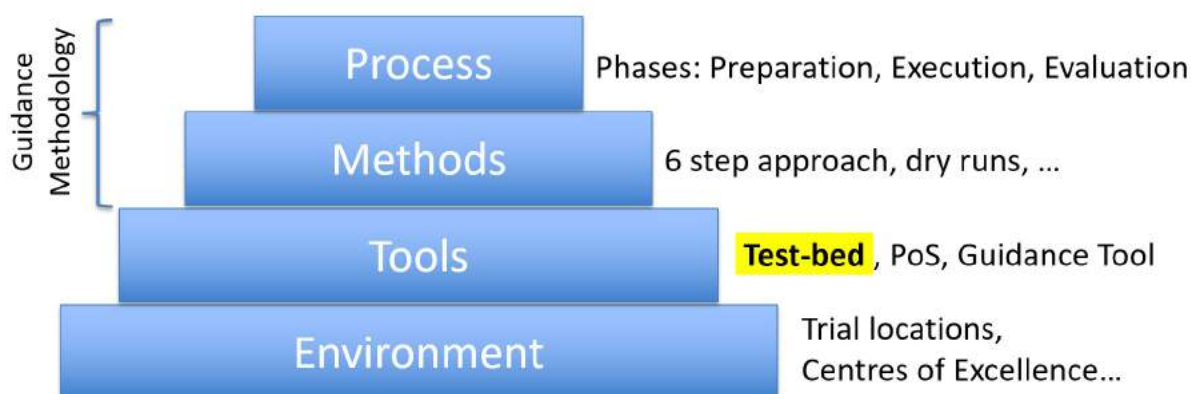 Guidance
Methodology
Process
Phases: Preparation, Execution, Evaluation
Methods
6 step approach, dry runs, …
Tools
Test-bed , PoS, Guidance Tool
Environment
Trial locations,
Centres of Excellence…